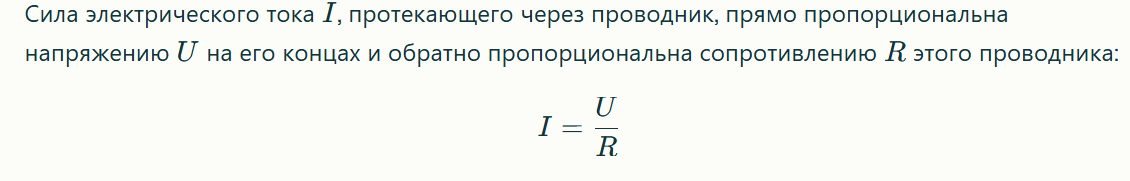 Сила электрического тока I, протекающего через проводник, прямо пропорциональна
напряжению U на его концах и обратно пропорциональна сопротивлению R этого проводника:
I = U/R